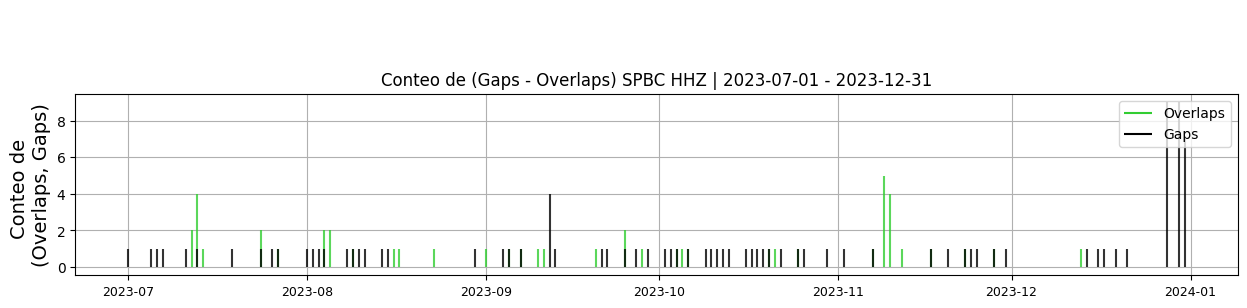 Conteo de (Gaps - Overlaps) SPBC HHZ | 2023-07-01 - 2023-12-31
Conteo de
(Overlaps, Gaps)
8
6
4
2
0
Overlaps
Gaps
2023-07
2023-08
2023-09
2023-10
2023-11
2023-12
2024-01